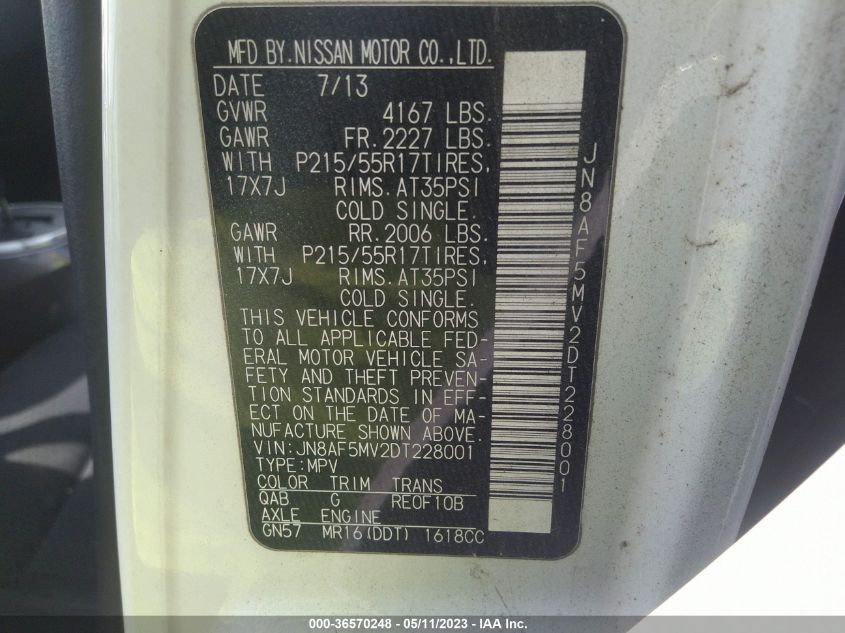 MFD BY.NISSAN MOTOR CO.,LTD.
DATE 7/13
GVWR 4167 LBS.
GAWR FR.2227 LBS.
WITH P215/55R17TIRES,
17X7J RIMS.AT35PSI
COLD SINGLE.
GAWR RR.2006 LBS.
WITH P215/55R17TIRES,
17X7J RIMS.AT35PSI
COLD SINGLE.
THIS VEHICLE CONFORMS
TO ALL APPLICABLE FED-
ERAL MOTOR VEHICLE SA-
FETY AND THEFT PREVEN-
TION STANDARDS IN EFF-
ECT ON THE DATE OF MA-
NUFACTURE SHOWN ABOVE.
VIN:JN8AF5MV2DT228001
TYPE:MPV
COLOR TRIM TRANS
QAB G RE0F10B
AXLE ENGINE
GN57 MR16(DDT) 1618CC
JN8AF5MV2DT228001
000-36570248 - 05/11/2023 - IAA Inc.